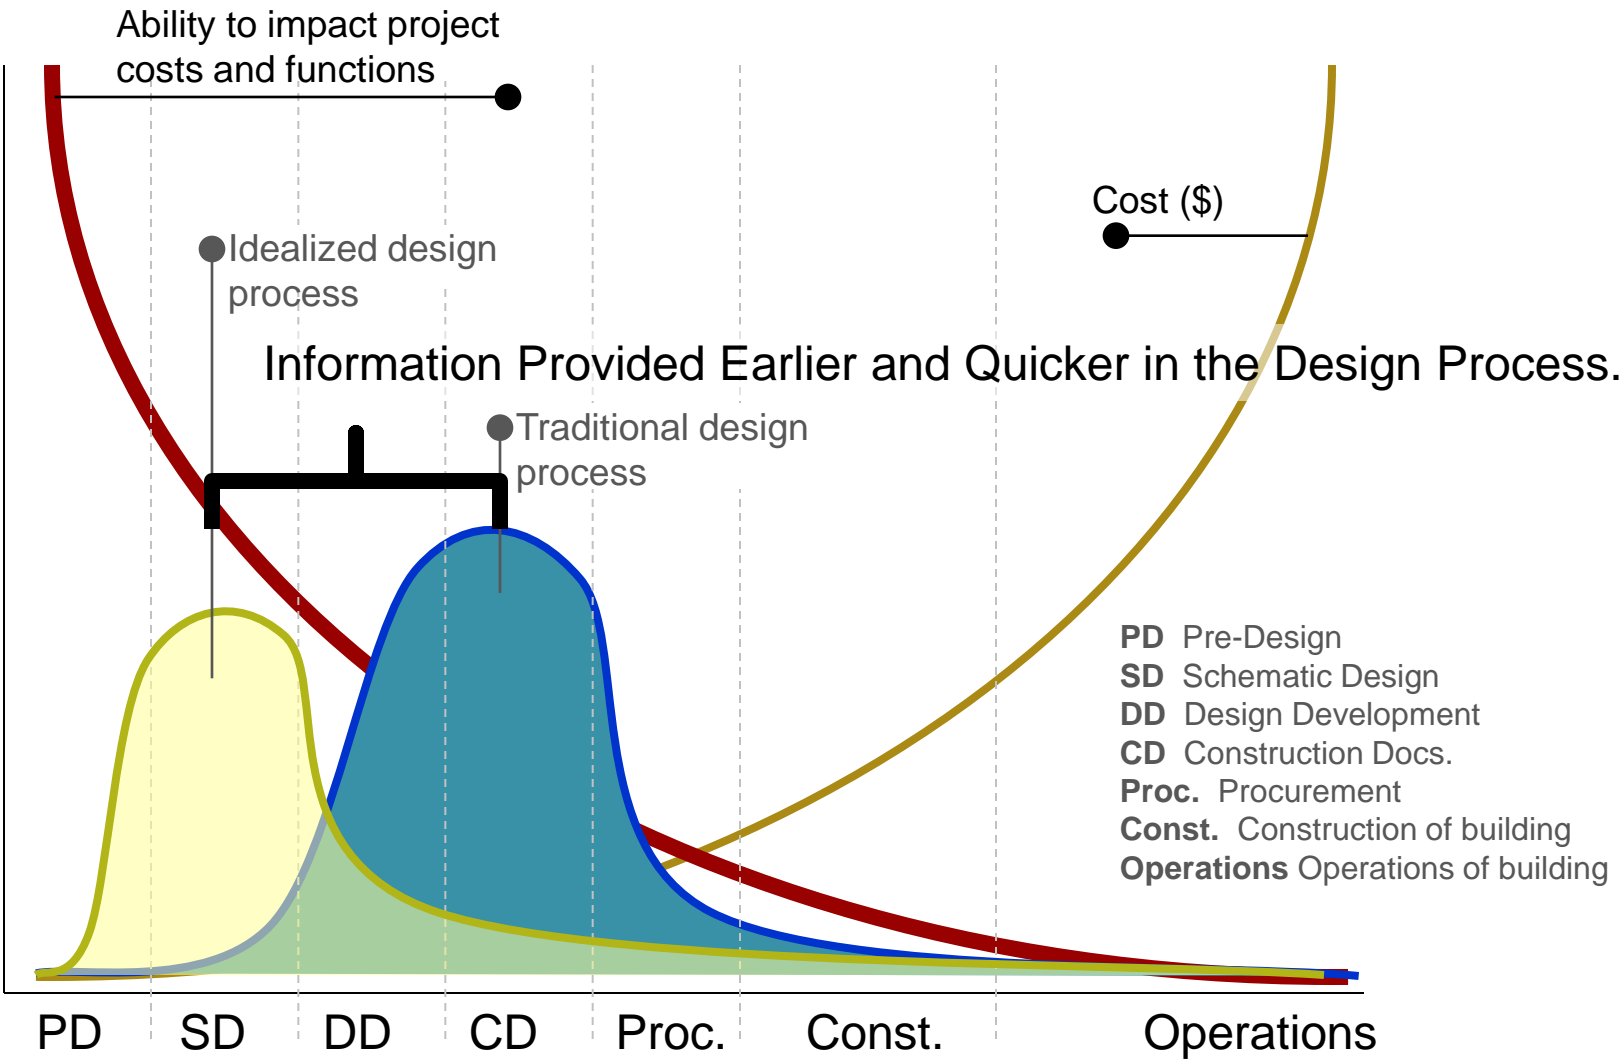 Ability to impact project
costs and functions
Cost ($)
Idealized design
process
Information Provided Earlier and Quicker in the Design Process.
Traditional design
process
PD Pre-Design
SD Schematic Design
DD Design Development
CD Construction Docs.
Proc. Procurement
Const. Construction of building
Operations Operations of building
PD SD DD CD Proc. Const. Operations